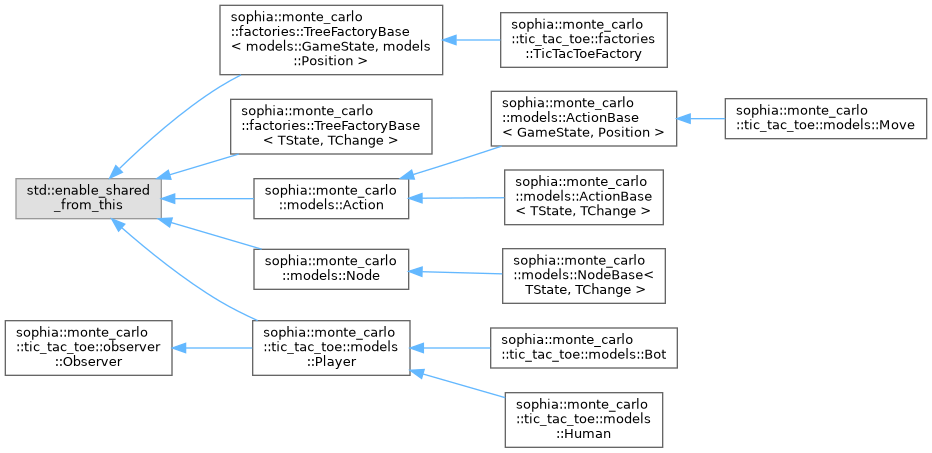 sophia::monte_carlo
::factories::TreeFactoryBase
< models::GameState, models
::Position >
sophia::monte_carlo
::tic_tac_toe::factories
::TicTacToeFactory
sophia::monte_carlo
::factories::TreeFactoryBase
< TState, TChange >
sophia::monte_carlo
::models::ActionBase
< GameState, Position >
sophia::monte_carlo
::tic_tac_toe::models::Move
std::enable_shared
_from_this
sophia::monte_carlo
::models::Action
sophia::monte_carlo
::models::ActionBase
< TState, TChange >
sophia::monte_carlo
::models::Node
sophia::monte_carlo
::models::NodeBase<
TState, TChange >
sophia::monte_carlo
::tic_tac_toe::observer
::Observer
sophia::monte_carlo
::tic_tac_toe::models
::Player
sophia::monte_carlo
::tic_tac_toe::models::Bot
sophia::monte_carlo
::tic_tac_toe::models
::Human